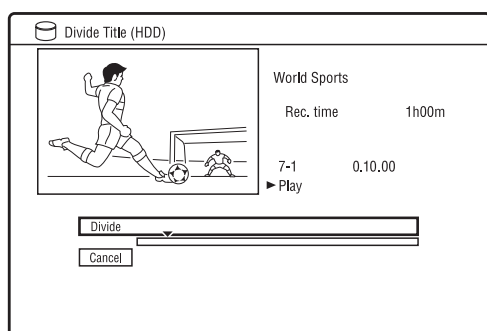 Divide Title (HDD)
World Sports
Rec. time 1h00m
7-1 0.10.00
Play
Divide
Cancel